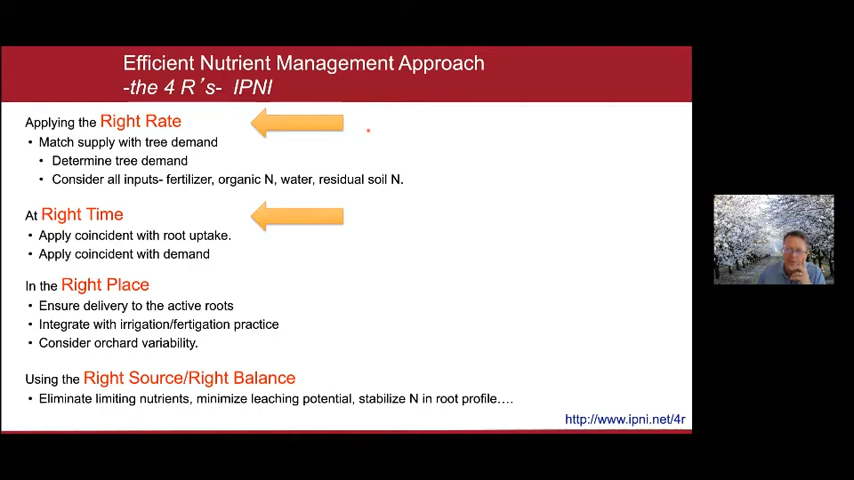 Efficient Nutrient Management Approach
-the 4 R's- IPNI
Applying the Right Rate
• Match supply with tree demand
• Determine tree demand
• Consider all inputs- fertilizer, organic N, water, residual soil N.
At Right Time
• Apply coincident with root uptake.
• Apply coincident with demand
In the Right Place
• Ensure delivery to the active roots
• Integrate with irrigation/fertigation practice
• Consider orchard variability.
Using the Right Source/Right Balance
• Eliminate limiting nutrients, minimize leaching potential, stabilize N in root profile….
http://www.ipni.net/4r